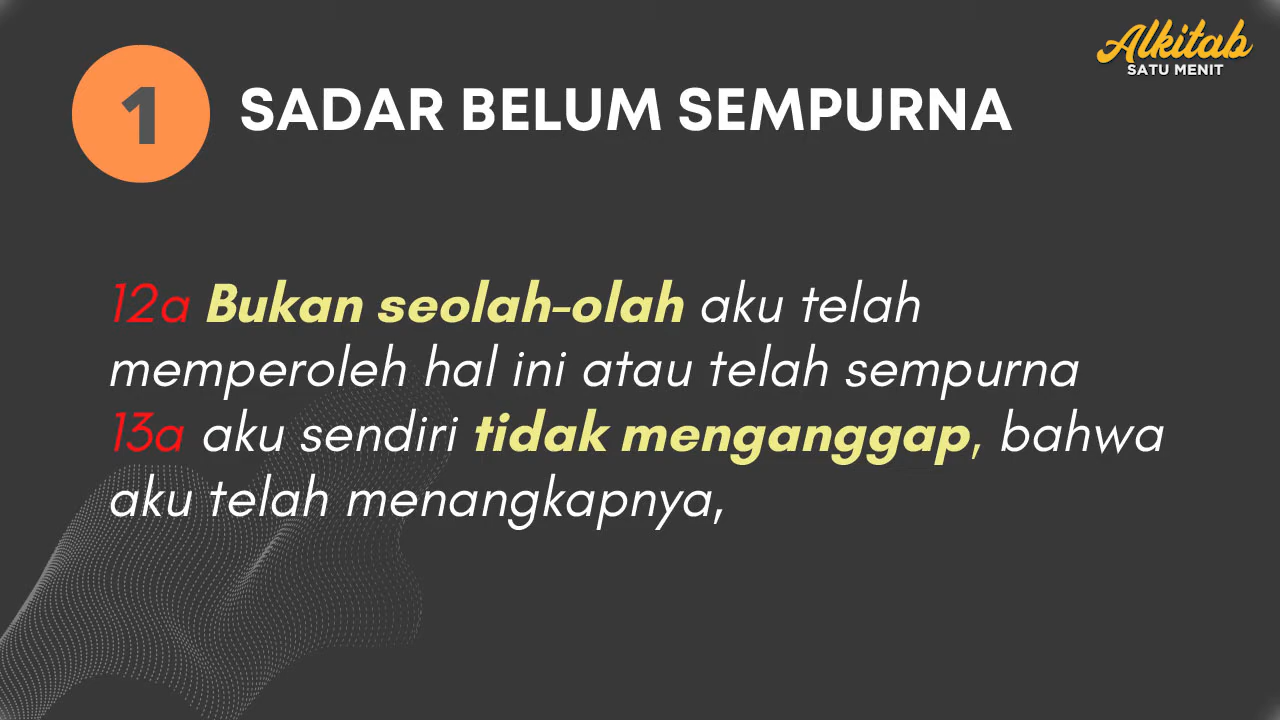 Alkitab
SATU MENIT
1 SADAR BELUM SEMPURNA
12a Bukan seolah-olah aku telah
memperoleh hal ini atau telah sempurna
13a aku sendiri tidak menganggap, bahwa
aku telah menangkapnya,